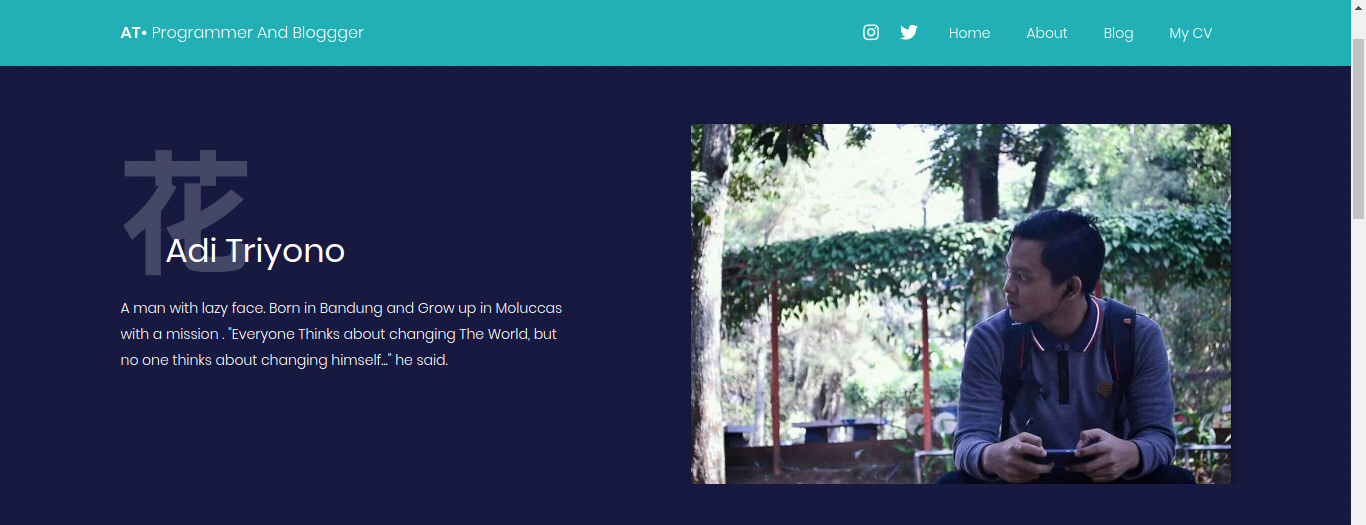 AT• Programmer And Bloggger
Home About Blog My CV
花
Adi Triyono
A man with lazy face. Born in Bandung and Grow up in Moluccas
with a mission . "Everyone Thinks about changing The World, but
no one thinks about changing himself..." he said.